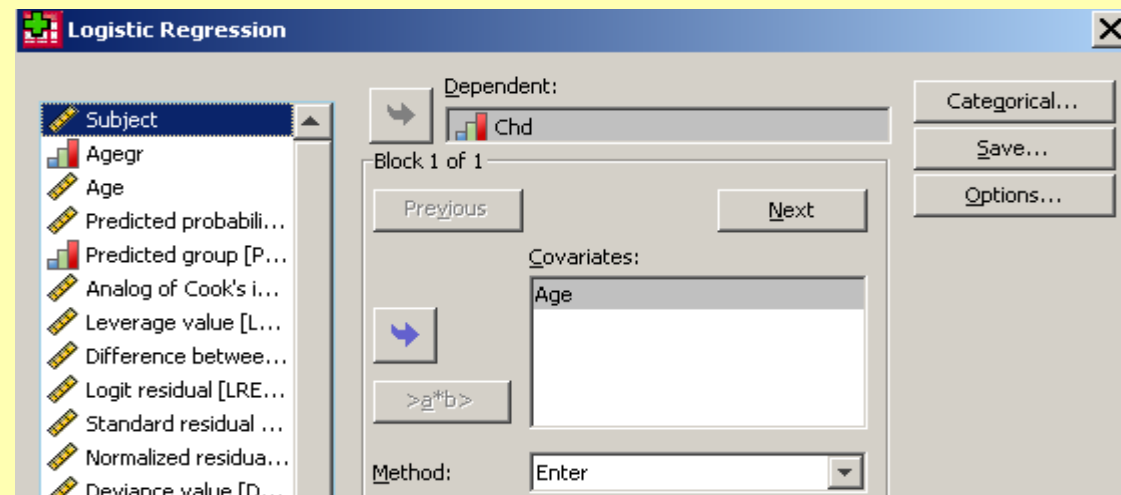 Logistic Regression
Subject
Agegr
Age
Predicted probabili...
Predicted group [P...
Analog of Cook's i...
Leverage value [L...
Difference betwee...
Logit residual [LRE...
Standard residual ...
Normalized residua...
Deviance value [D...
Dependent:
Chd
Block 1 of 1
Previous
Next
Covariates:
Age
>a*b>
Method:
Enter
Categorical...
Save...
Options...